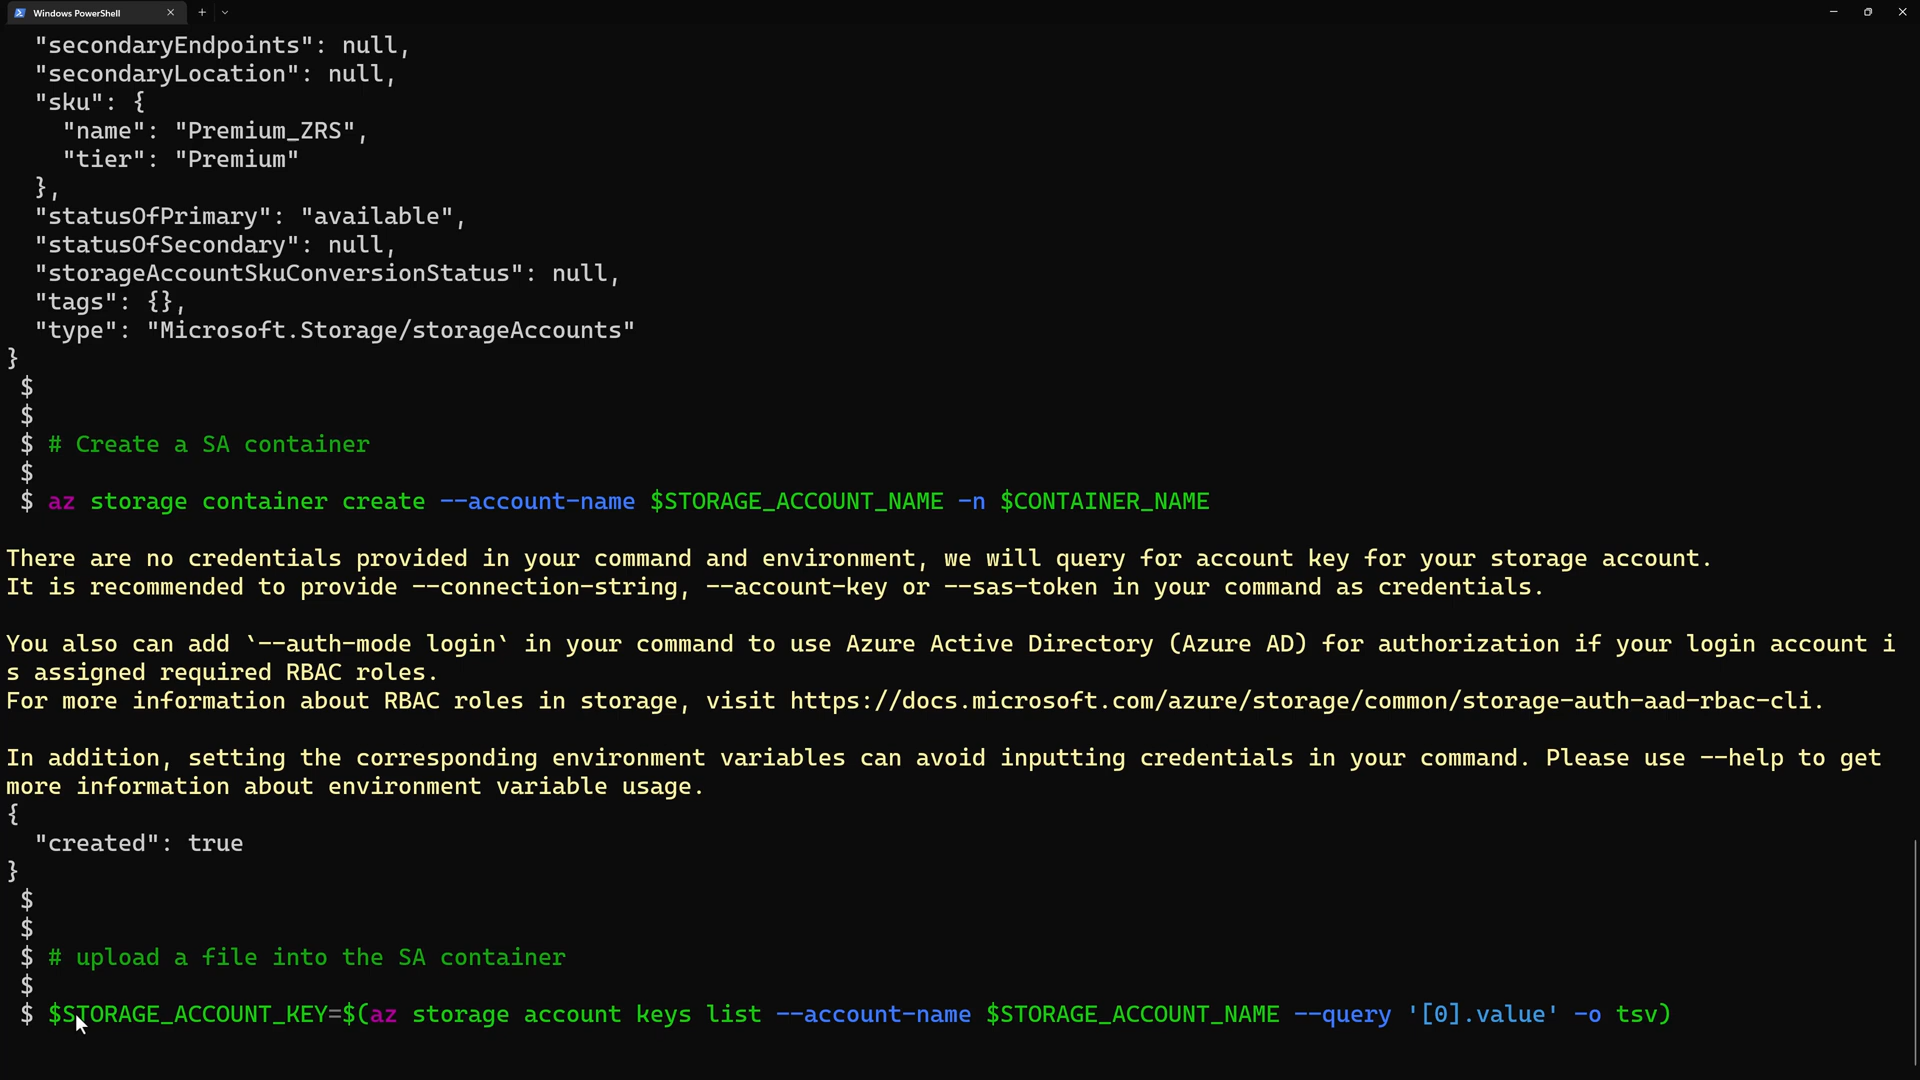 Windows PowerShell
"secondaryEndpoints": null,
"secondaryLocation": null,
"sku": {
"name": "Premium_ZRS",
"tier": "Premium"
},
"statusOfPrimary": "available",
"statusOfSecondary": null,
"storageAccountSkuConversionStatus": null,
"tags": {},
"type": "Microsoft.Storage/storageAccounts"
}
$
$
$ # Create a SA container
$
$ az storage container create --account-name $STORAGE_ACCOUNT_NAME -n $CONTAINER_NAME
There are no credentials provided in your command and environment, we will query for account key for your storage account.
It is recommended to provide --connection-string, --account-key or --sas-token in your command as credentials.
You also can add `--auth-mode login` in your command to use Azure Active Directory (Azure AD) for authorization if your login account i
s assigned required RBAC roles.
For more information about RBAC roles in storage, visit https://docs.microsoft.com/azure/storage/common/storage-auth-aad-rbac-cli.
In addition, setting the corresponding environment variables can avoid inputting credentials in your command. Please use --help to get
more information about environment variable usage.
{
"created": true
}
$
$
$ # upload a file into the SA container
$
$ $STORAGE_ACCOUNT_KEY=$(az storage account keys list --account-name $STORAGE_ACCOUNT_NAME --query '[0].value' -o tsv)